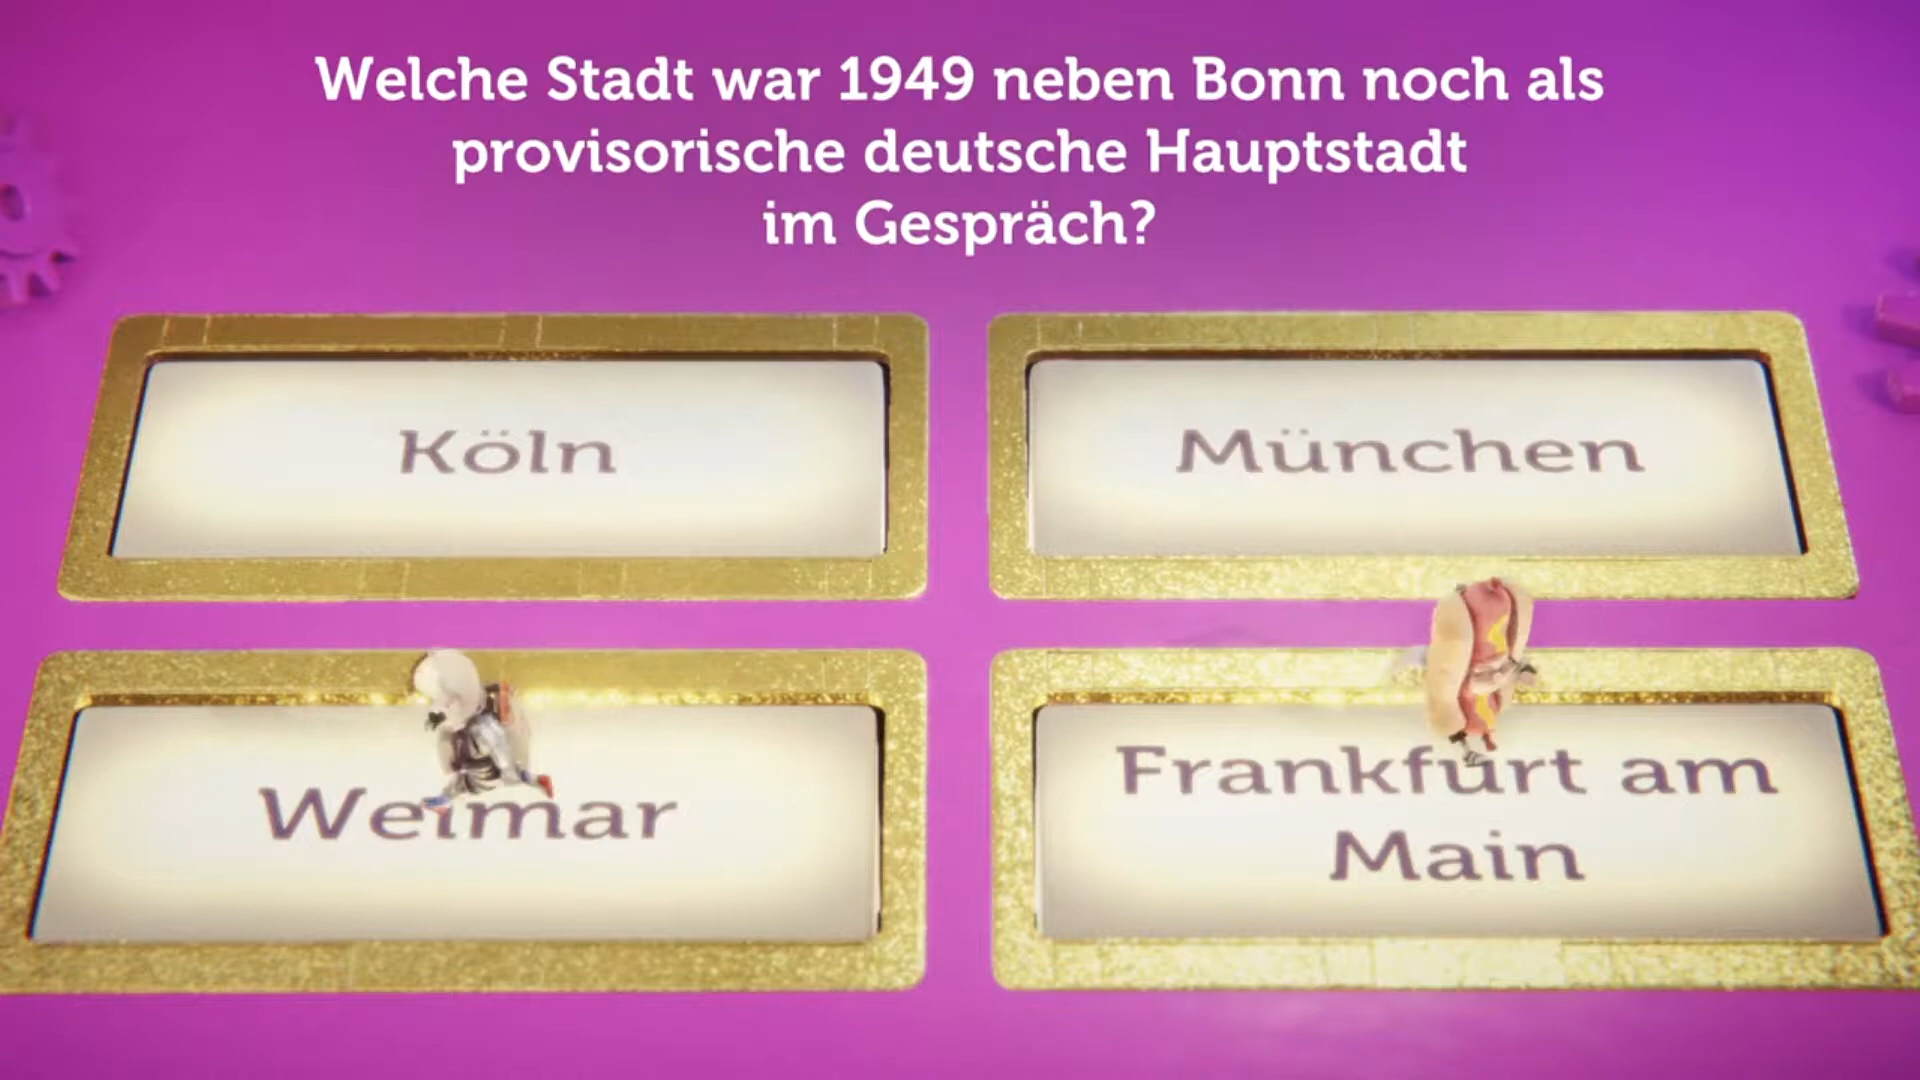 Welche Stadt war 1949 neben Bonn noch als
provisorische deutsche Hauptstadt
im Gespräch?
Köln
München
Weimar
Frankfurt am
Main